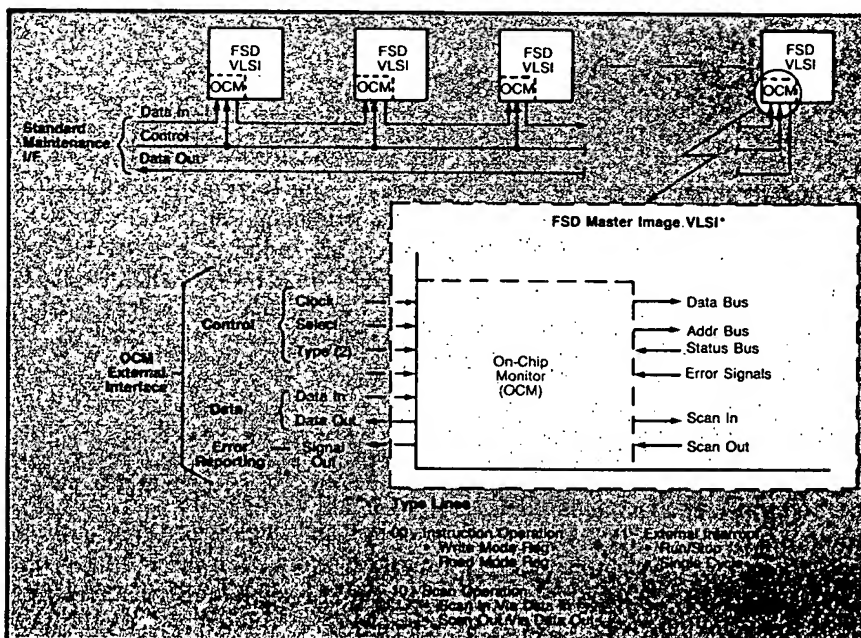 FSD
VLSI
OCM
FSD
VLSI
OCM
FSD
VLSI
OCM
FSD
VLSI
OCM
Data In
Standard
Maintenance
I/F
Control
Data Out
FSD Master Image VLSI*
OCM
External
Interface
Control
Clock
Select
Type (2)
Data
Data In
Data Out
Error
Reporting
Signal
Out
On-Chip
Monitor
(OCM)
Data Bus
Addr Bus
Status Bus
Error Signals
Scan In
Scan Out
Type Lines
00) Instruction Operation
• Write Mode Reg
• Read Mode Reg
External Interrupt
• Run/Stop
Single Cycle
10) Scan Operation
• Scan In Via Data In
• Scan Out Via Data Out